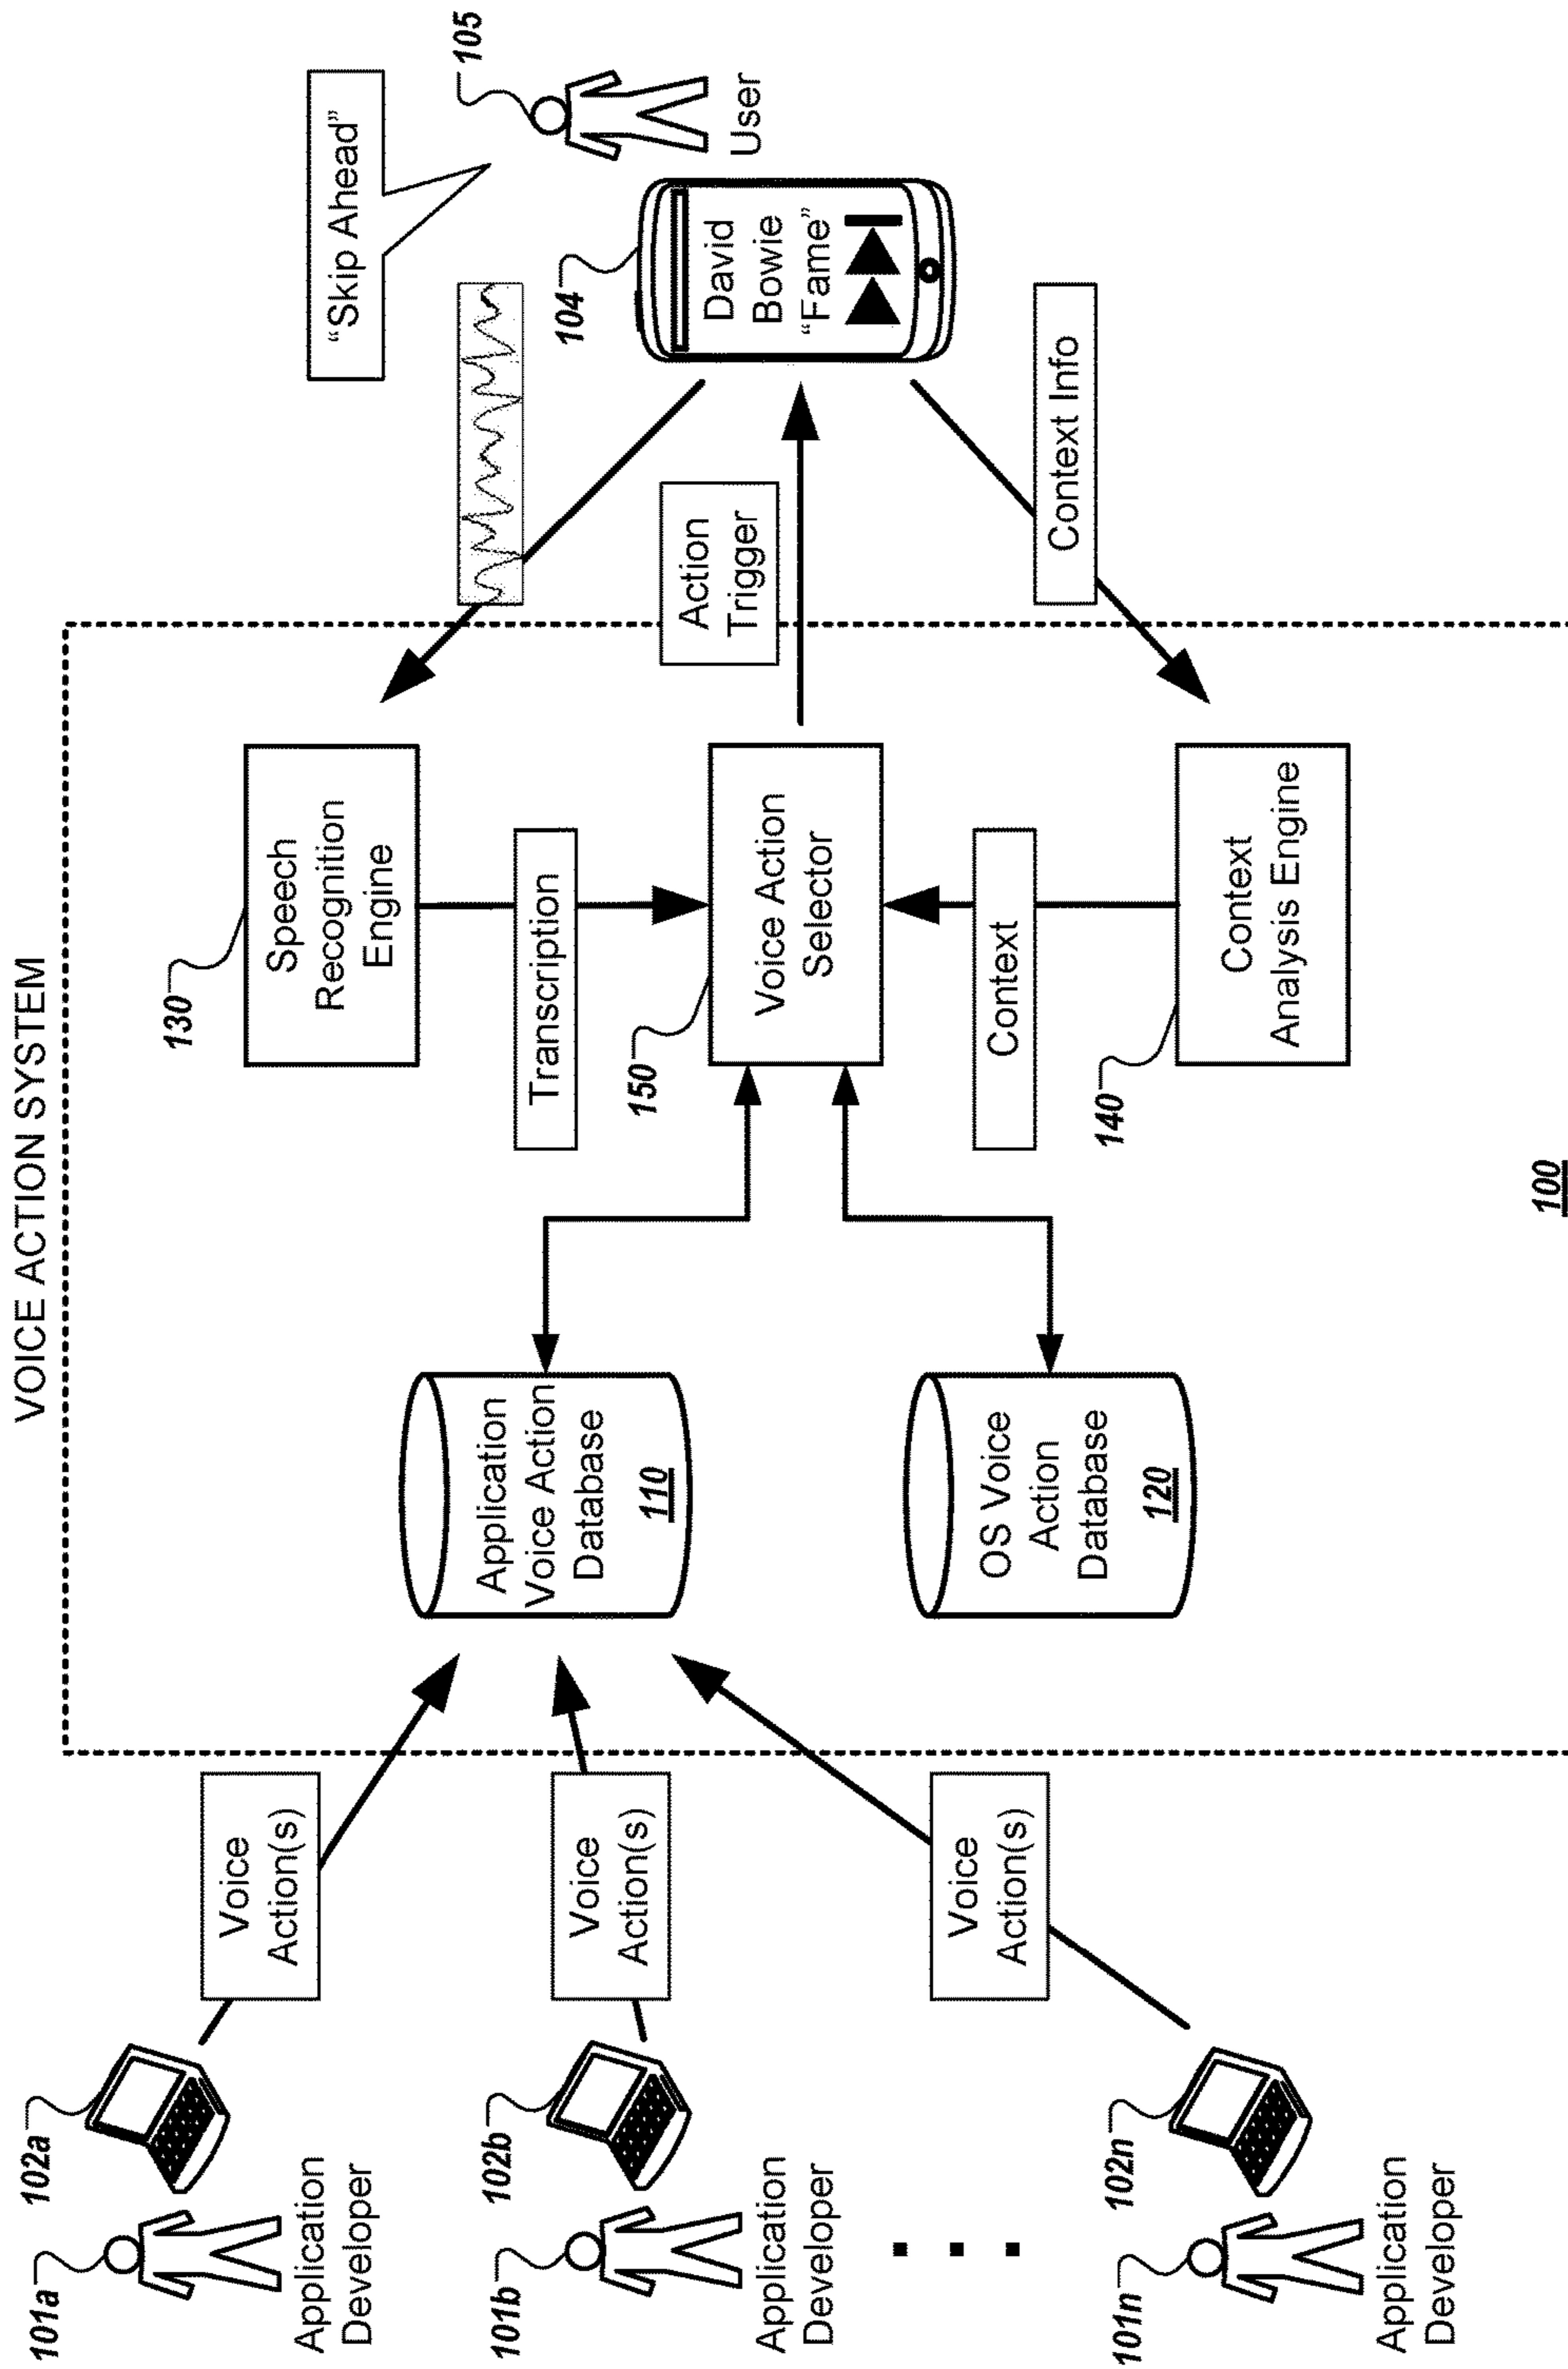 VOICE ACTION SYSTEM
101a
102a
Application
Developer
Voice
Action(s)
101b
102b
Application
Developer
Voice
Action(s)
101n
102n
Application
Developer
Voice
Action(s)
Application
Voice Action
Database
110
OS Voice
Action
Database
120
130
Speech
Recognition
Engine
Transcription
150
Voice Action
Selector
Context
140
Context
Analysis Engine
100
Action
Trigger
Context Info
"Skip Ahead"
104
David
Bowie
"Fame"
105
User